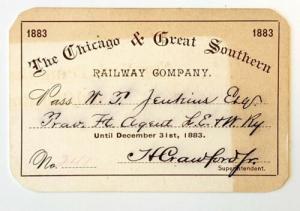 1883 1883
The Chicago & Great Southern
RAILWAY COMPANY.
Pass W. T. Jenkins Esq.
Trav. Ft. Agent L.E. & W. Ry.
Until December 31st, 1883.
No. H Crawford Jr.
Superintendent.